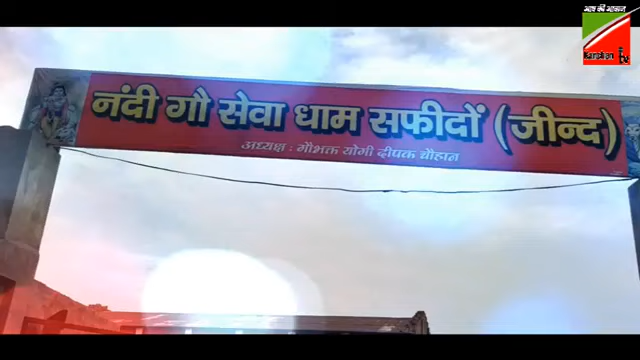 नंदी गौ सेवा धाम सफीदों (जीन्द)
अध्यक्ष : गौभक्त योगी दीपक चौहान